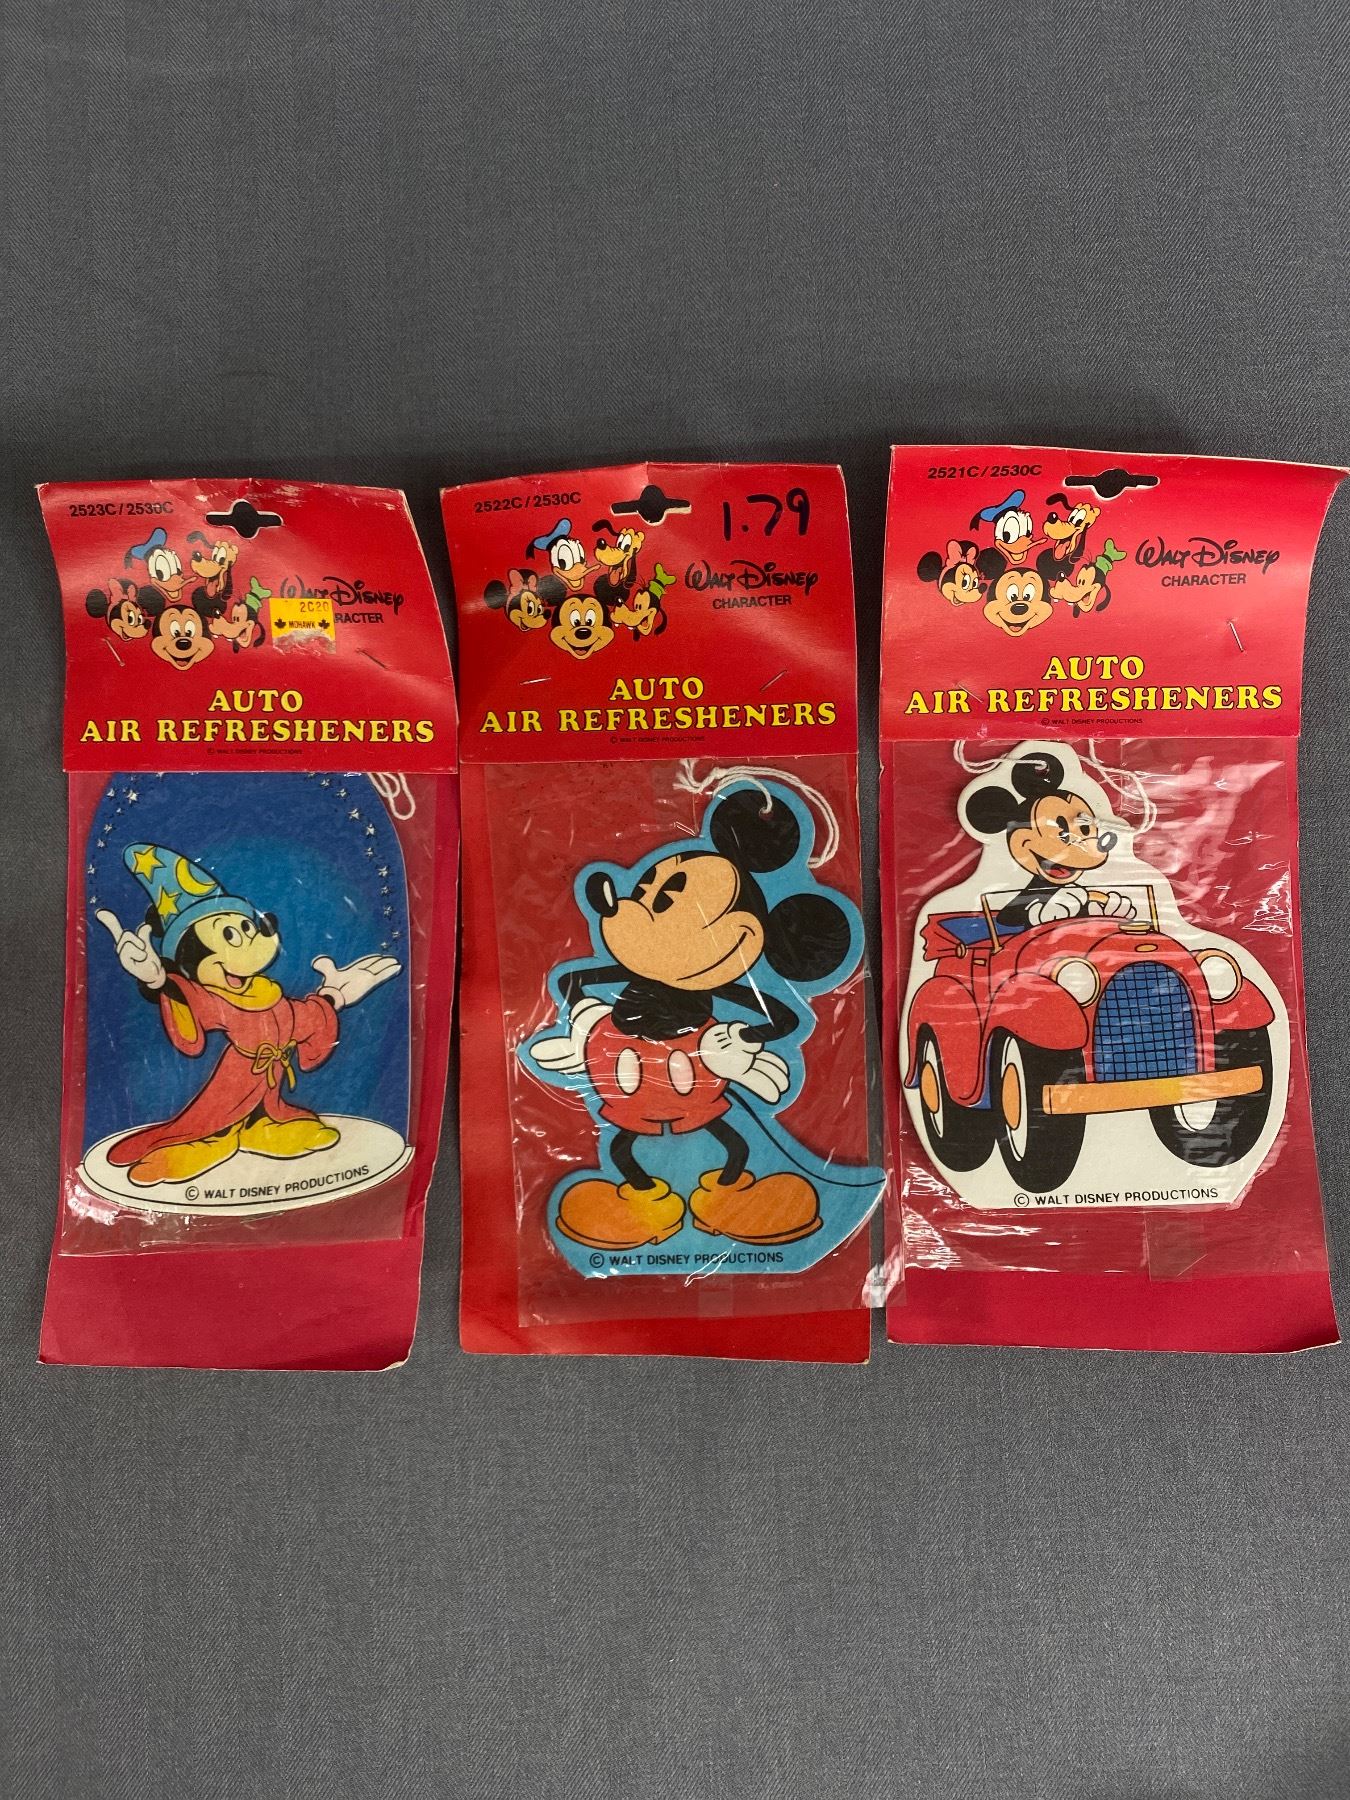 2523C/2530C
WALT DISNEY
RACTER
2C20
MOHAWK
AUTO
AIR REFRESHENERS
© WALT DISNEY PRODUCTIONS
© WALT DISNEY PRODUCTIONS
2522C/2530C
1.79
WALT DISNEY
CHARACTER
AUTO
AIR REFRESHENERS
© WALT DISNEY PRODUCTIONS
© WALT DISNEY PRODUCTIONS
2521C/2530C
WALT DISNEY
CHARACTER
AUTO
AIR REFRESHENERS
© WALT DISNEY PRODUCTIONS
© WALT DISNEY PRODUCTIONS